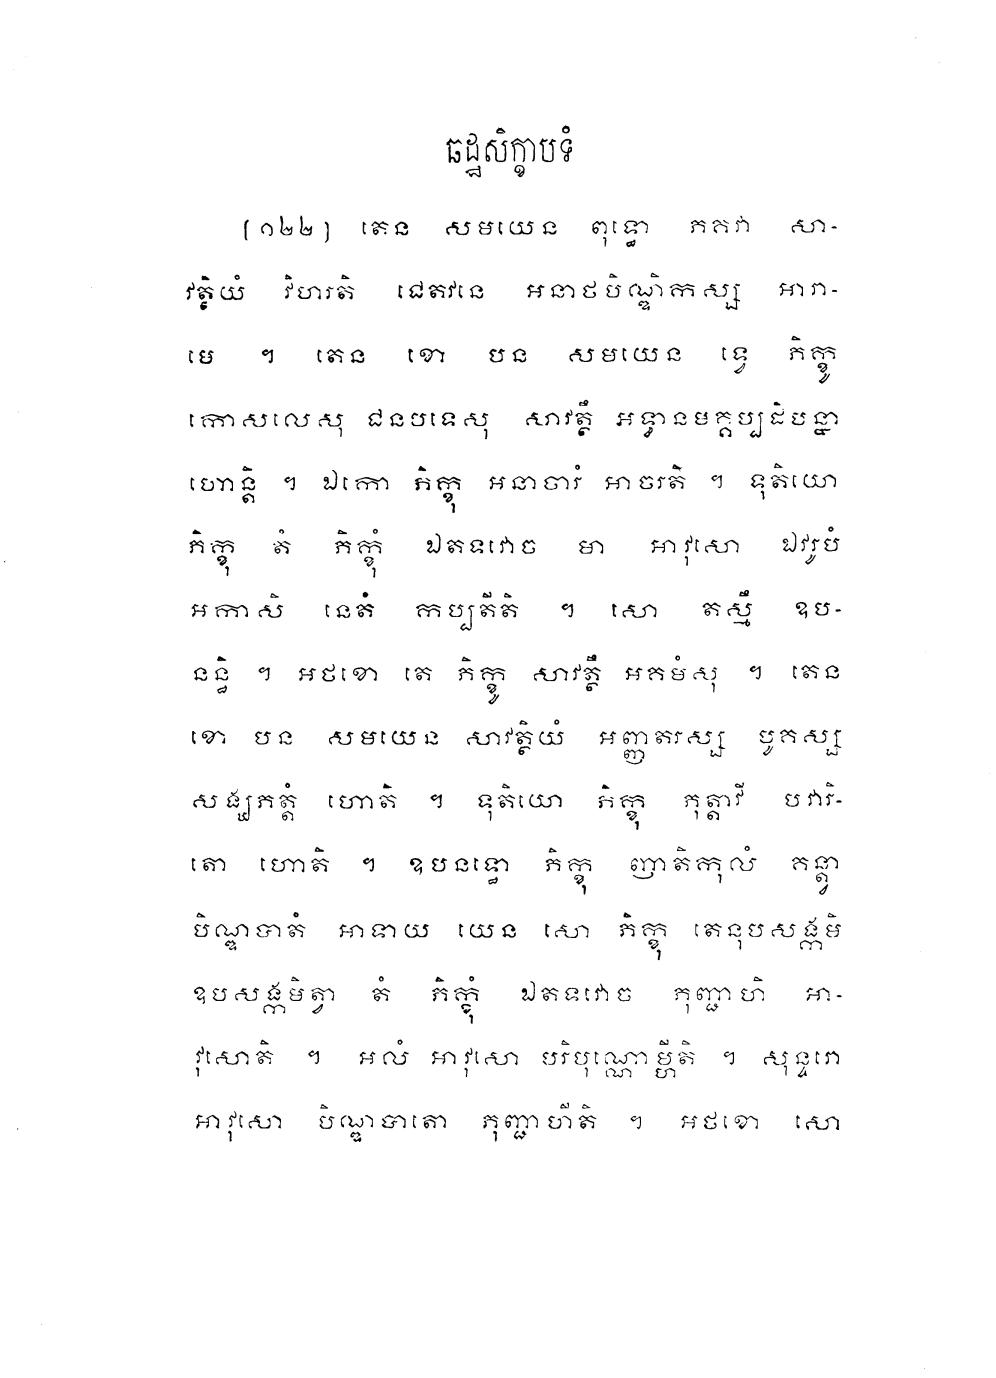 ឆដ្ឋសិក្ខាបទំ
[១២២] តេន សមយេន ពុទ្ធោ ភគវា សា-
វត្ថិយំ វិហរតិ ជេតវនេ អនាថបិណ្ឌិកស្ស អារា-
មេ ។ តេន ខោ បន សមយេន ទ្វេ ភិក្ខូ
កោសលេសុ ជនបទេសុ សាវត្ថឹ អទ្ធានមគ្គប្បដិបន្នា
ហោន្តិ ។ ឯកោ ភិក្ខុ អនាចារំ អាចរតិ ។ ទុតិយោ
ភិក្ខុ តំ ភិក្ខុំ ឯតទវោច មា អាវុសោ ឯវរូបំ
អកាសិ នេតំ កប្បតីតិ ។ សោ តស្មឹ ឧប-
នន្ធិ ។ អថខោ តេ ភិក្ខូ សាវត្ថឹ អគមំសុ ។ តេន
ខោ បន សមយេន សាវត្ថិយំ អញ្ញតរស្ស បូគស្ស
សង្ឃភត្តំ ហោតិ ។ ទុតិយោ ភិក្ខុ ភុត្តាវី បវារិ-
តោ ហោតិ ។ ឧបនទ្ធោ ភិក្ខុ ញាតិកុលំ គន្ត្វា
បិណ្ឌបាតំ អាទាយ យេន សោ ភិក្ខុ តេនុបសង្កមិ
ឧបសង្កមិត្វា តំ ភិក្ខុំ ឯតទវោច ភុញ្ជាហិ អា-
វុសោតិ ។ អលំ អាវុសោ បរិបុណ្ណោម្ហីតិ ។ សុន្ទរោ
អាវុសោ បិណ្ឌបាតោ ភុញ្ជាហីតិ ។ អថខោ សោ